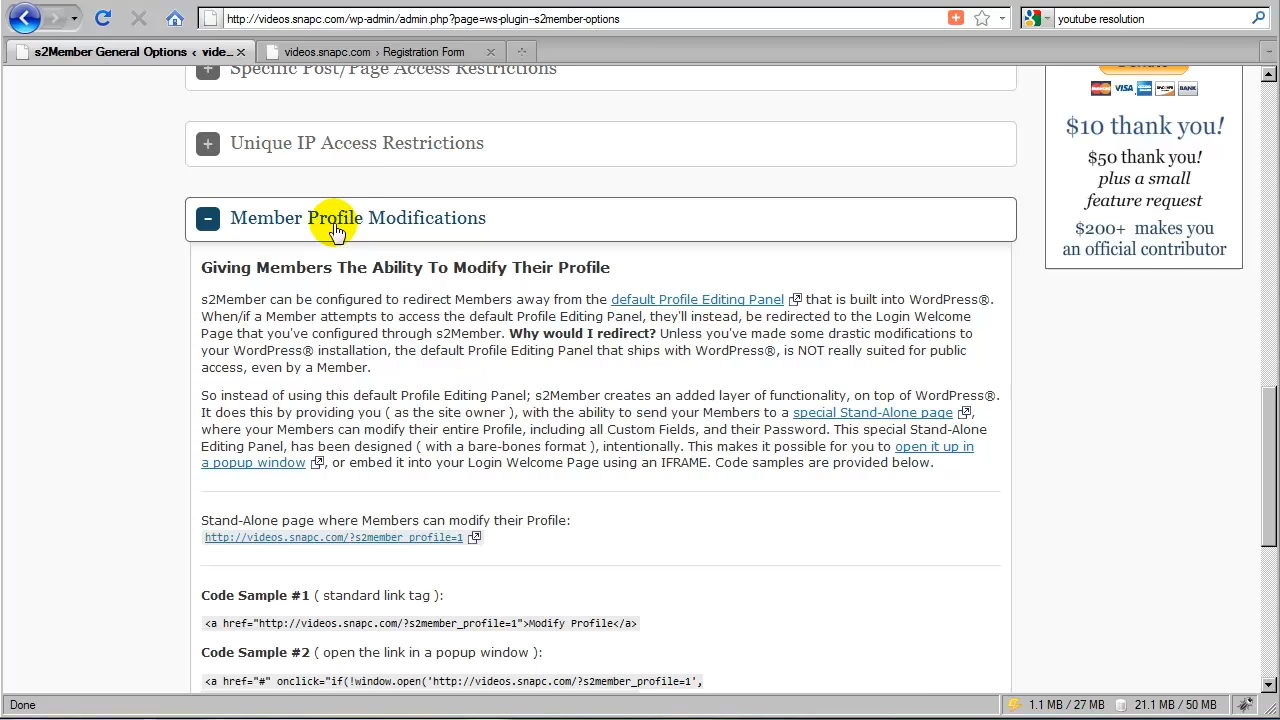 http://videos.snapc.com/wp-admin/admin.php?page=ws-plugin--s2member-options
youtube resolution
s2Member General Options ‹ vide...
videos.snapc.com › Registration Form
Specific Post/Page Access Restrictions
Donate
VISA
BANK
$10 thank you!
$50 thank you!
plus a small
feature request
$200+ makes you
an official contributor
Unique IP Access Restrictions
Member Profile Modifications
Giving Members The Ability To Modify Their Profile
s2Member can be configured to redirect Members away from the default Profile Editing Panel that is built into WordPress®.
When/if a Member attempts to access the default Profile Editing Panel, they'll instead, be redirected to the Login Welcome
Page that you've configured through s2Member. Why would I redirect? Unless you've made some drastic modifications to
your WordPress® installation, the default Profile Editing Panel that ships with WordPress®, is NOT really suited for public
access, even by a Member.
So instead of using this default Profile Editing Panel; s2Member creates an added layer of functionality, on top of WordPress®.
It does this by providing you ( as the site owner ), with the ability to send your Members to a special Stand-Alone page ,
where your Members can modify their entire Profile, including all Custom Fields, and their Password. This special Stand-Alone
Editing Panel, has been designed ( with a bare-bones format ), intentionally. This makes it possible for you to open it up in
a popup window , or embed it into your Login Welcome Page using an IFRAME. Code samples are provided below.
Stand-Alone page where Members can modify their Profile:
http://videos.snapc.com/?s2member_profile=1
Code Sample #1 ( standard link tag ):
<a href="http://videos.snapc.com/?s2member_profile=1">Modify Profile</a>
Code Sample #2 ( open the link in a popup window ):
<a href="#" onclick="if(!window.open('http://videos.snapc.com/?s2member_profile=1',
Done
1.1 MB / 27 MB
21.1 MB / 50 MB